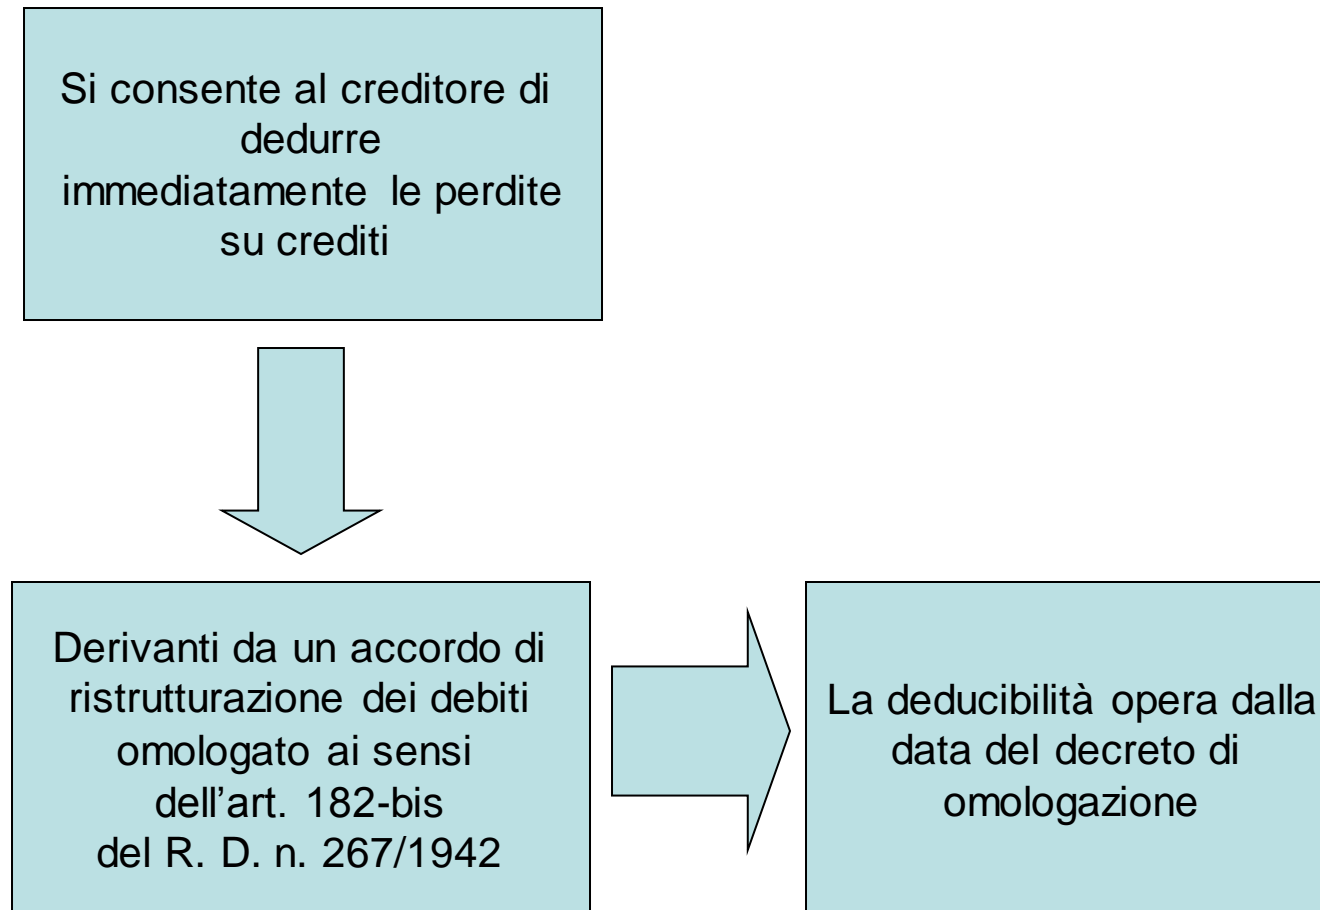 Si consente al creditore di
dedurre
immediatamente le perdite
su crediti
Derivanti da un accordo di
ristrutturazione dei debiti
omologato ai sensi
dell’art. 182-bis
del R. D. n. 267/1942
La deducibilità opera dalla
data del decreto di
omologazione